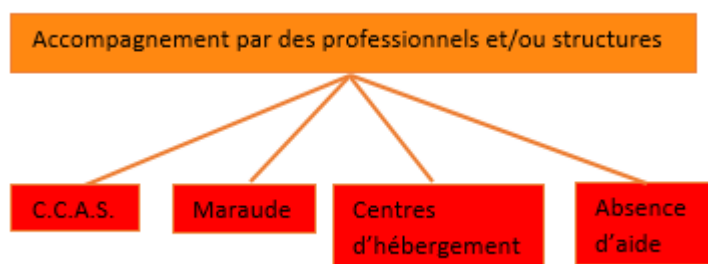 Accompagnement par des professionnels et/ou structures
C.C.A.S.
Maraude
Centres
d'hébergement
Absence
d'aide